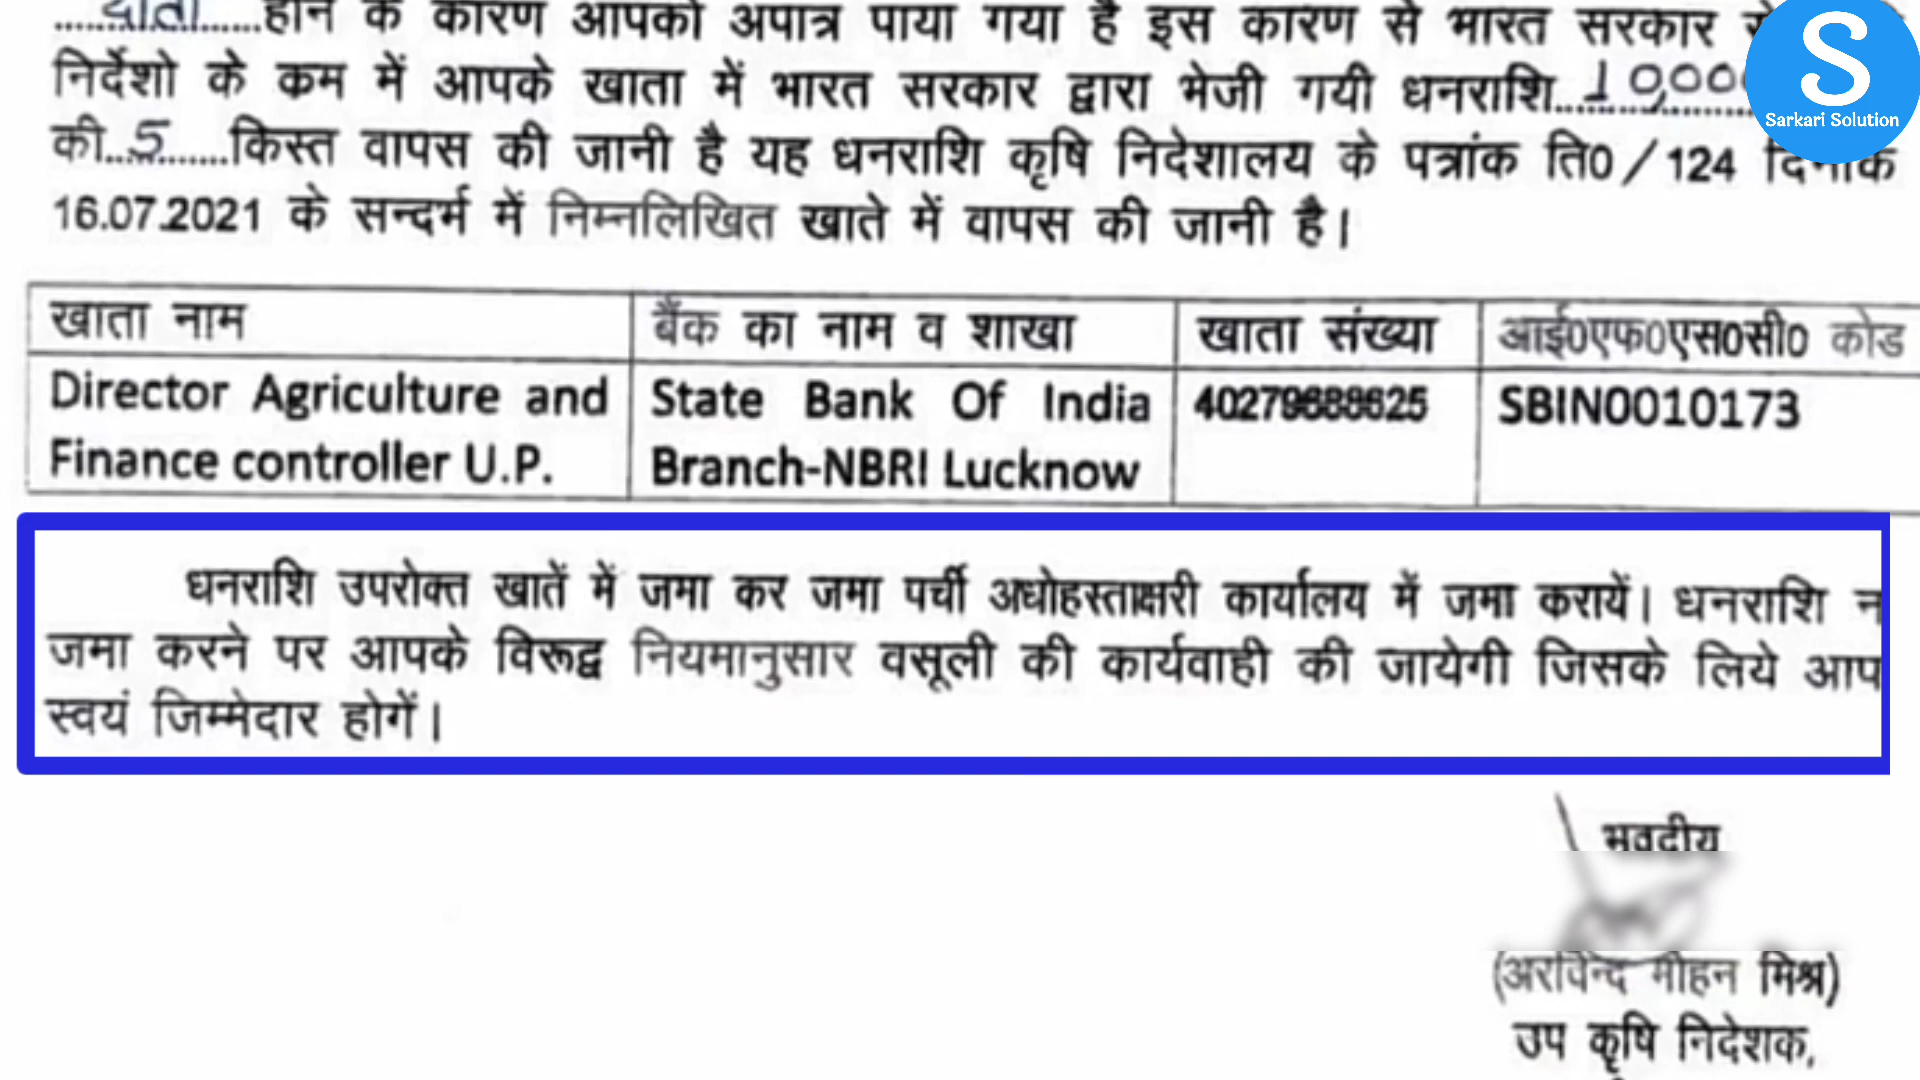 होने के कारण आपको अपात्र पाया गया है इस कारण से भारत सरकार
निर्देशो के कम में आपके खाता में भारत सरकार द्वारा भेजी गयी धनराशि
की..5.......किस्त वापस की जानी है यह धनराशि कृषि निदेशालय के पत्रांक ति0/124 दिनांक
16.07.2021 के सन्दर्भ में निम्नलिखित खाते में वापस की जानी है।
S
Sarkari Solution
खाता नाम बैंक का नाम व शाखा खाता संख्या आई0एफ0एस0सी0 कोड
Director Agriculture and State Bank Of India 40279688625 SBIN0010173
Finance controller U.P. Branch-NBRI Lucknow
धनराशि उपरोक्त खातें में जमा कर जमा पर्ची अधोहस्ताक्षरी कार्यालय में जमा करायें। धनराशि न
जमा करने पर आपके विरूद्व नियमानुसार वसूली की कार्यवाही की जायेगी जिसके लिये आप
स्वयं जिम्मेदार होगें।
भवदीय
(अरविन्द मोहन मिश्र)
उप कृषि निदेशक,